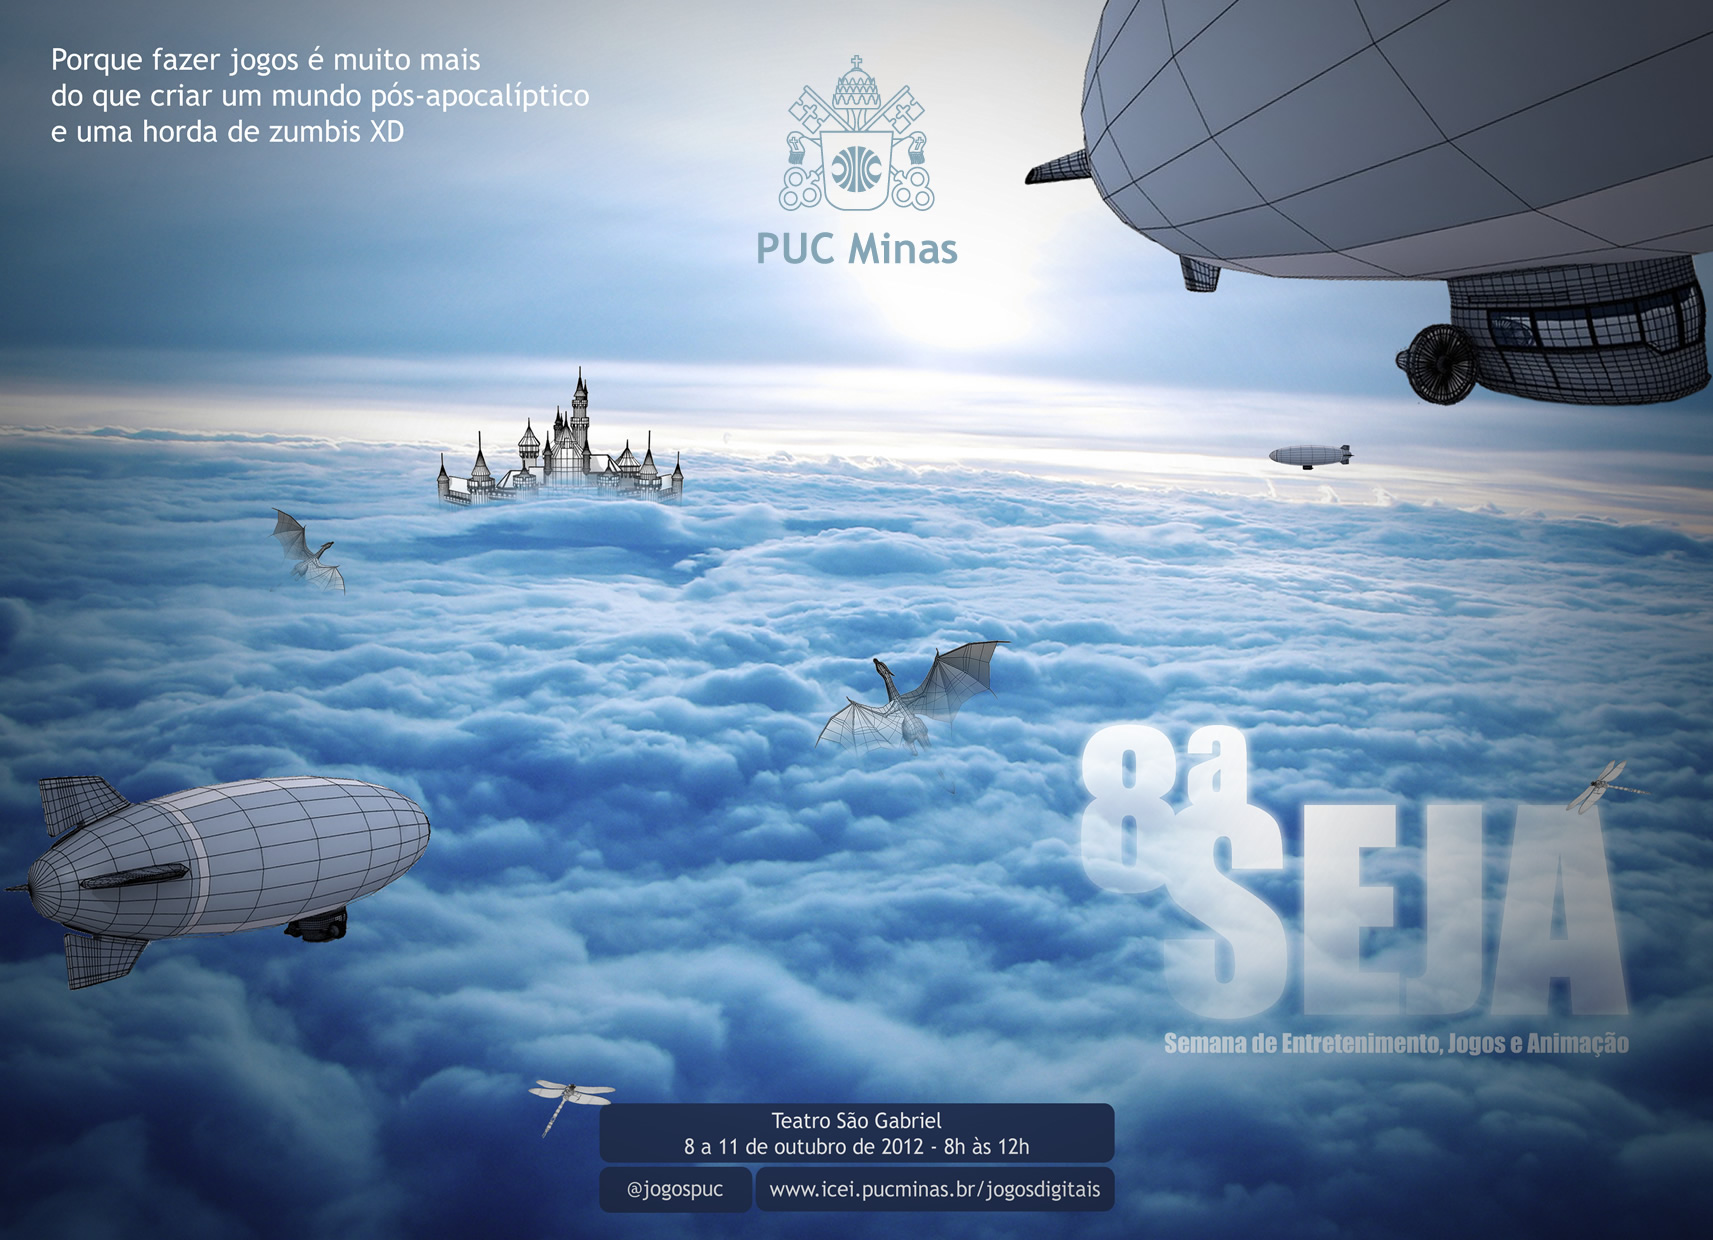 Porque fazer jogos é muito mais
do que criar um mundo pós-apocalíptico
e uma horda de zumbis XD
PUC Minas
8ª
SEJA
Semana de Entretenimento, Jogos e Animação
Teatro São Gabriel
8 a 11 de outubro de 2012 - 8h às 12h
@jogospuc
www.icei.pucminas.br/jogosdigitais